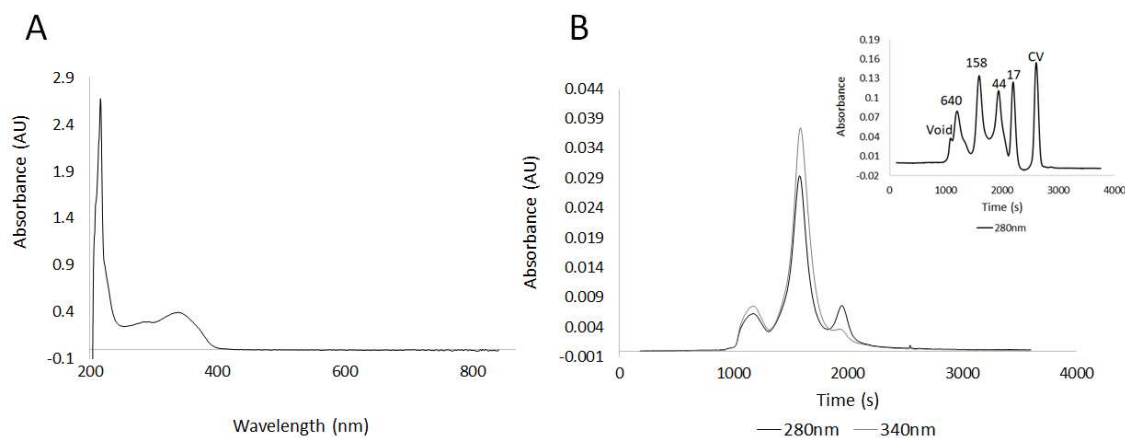 A
Absorbance (AU)
2.9
2.4
1.9
1.4
0.9
0.4
-0.1
200 400 600 800
Wavelength (nm)
B
Absorbance (AU)
0.044
0.039
0.034
0.029
0.024
0.019
0.014
0.009
0.004
-0.001
0 1000 2000 3000 4000
Time (s)
280nm 340nm
Absorbance
0.19
0.16
0.13
0.1
0.07
0.04
0.01
-0.02
Void 640 158 44 17 CV
0 1000 2000 3000 4000
Time (s)
280nm